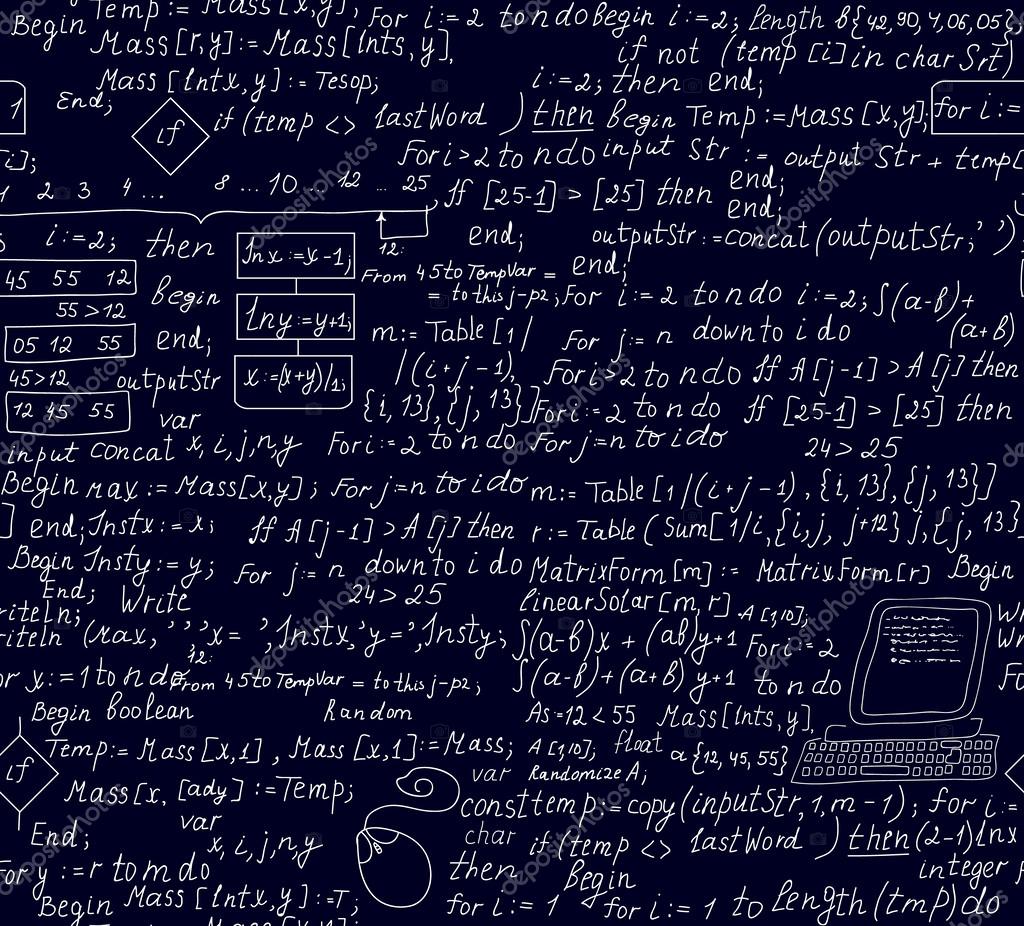 Begin Temp := Mass [x,y]; For i:= 2 to n do Begin i:= 2; Length b{42, 90, 4, 06, 05};
Mass [r,y] := Mass [Ints, y], if not (temp [i] in char Srt)
Mass [Intx, y] := Tesop; i:=2; then end;
1 End; if if (temp <> lastWord ) then begin Temp :=Mass [x,y]; for i :=
[i]; For i>2 to n do input Str := output Str + temp[
1 2 3 4 ... 8 ... 10 ... 12 ... 25, If [25-1] > [25] then end;
end;
i:=2; then Inx :=x-1; 12: end; outputStr :=concat (outputStr, ' ')
45 55 12 begin From 45 to TempVar = end;
55 > 12 Iny :=y+1; = to this j-p2; For i:=2 to n do i:=2; ∫(a-b)+
05 12 55 end; m:= Table [1/ For j:= n down to i do (a+b)
45>12 outputStr x :=(x+y)/1; /(i+j-1), For i>2 to n do If A[j-1] > A[j] then
12 45 55 var {i, 13}, {j, 13}] For i:=2 to n do If [25-1] > [25] then
input concat x, i, j, n, y For i:=2 to n do For j=n to i do 24 > 25
Begin max := Mass[x,y]; For j=n to i do m:= Table [1/(i+j-1), {i, 13}, {j, 13}]
] end; Instx := x; If A[j-1] > A[j] then r:= Table (Sum[1/i, {i, j, j+12} j, {j, 13}
Begin Insty := y; For j:= n down to i do MatrixForm[m] := MatrixForm[r] Begin
End; Write 24 > 25 linearSolar [m, r] A [1,10];
riteln;
riteln (max, ' ', 'x= ', Instx, 'y =', Insty; ∫(a-b)x + (ab)y+1 For i:=2
12:
or x:= 1 to n do From 45 to TempVar = to this j-p2; ∫(a-b)+(a+b) y+1 to n do
Begin boolean Random As=12 < 55 Mass [Ints, y],
if Temp:= Mass [x,1], Mass [x,1]:=Mass; A [1,10]; float a {12, 45, 55}
var Randomize A;
Mass[x, [ady] :=Temp; const temp:=copy (inputStr, 1, m-1); for i :=
End; var char if (temp <> lastWord ) then (2-1) Inx
x, i, j, n, y then integer
For y :=r to m do Begin
Begin Mass [Intx, y] :=T; for i:= 1 for i:= 1 to Length (tmp) do
depositphotos